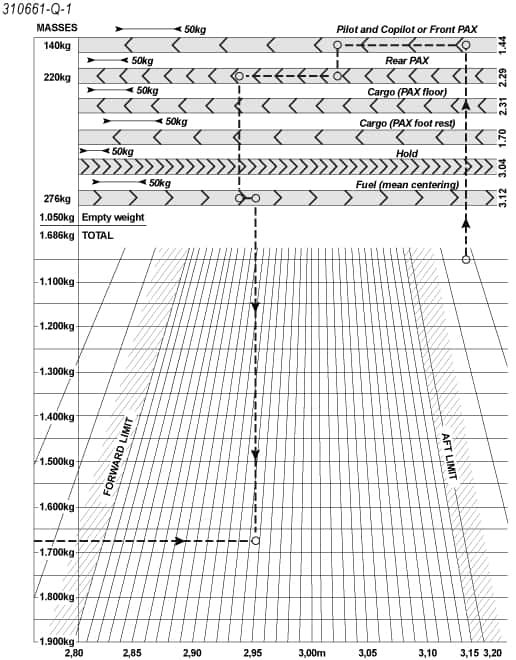 310661-Q-1
MASSES
50kg Pilot and Copilot or Front PAX
140kg 1.44
50kg Rear PAX
220kg 2.29
50kg Cargo (PAX floor)
2.31
50kg Cargo (PAX foot rest)
1.70
50kg Hold
3.04
50kg Fuel (mean centering)
276kg 3.12
1.050kg Empty weight
1.686kg TOTAL
1.100kg
1.200kg
1.300kg
1.400kg
FORWARD LIMIT
AFT LIMIT
1.500kg
1.600kg
1.700kg
1.800kg
1.900kg
2,80 2,85 2,90 2,95 3,00m 3,05 3,10 3,15 3,20